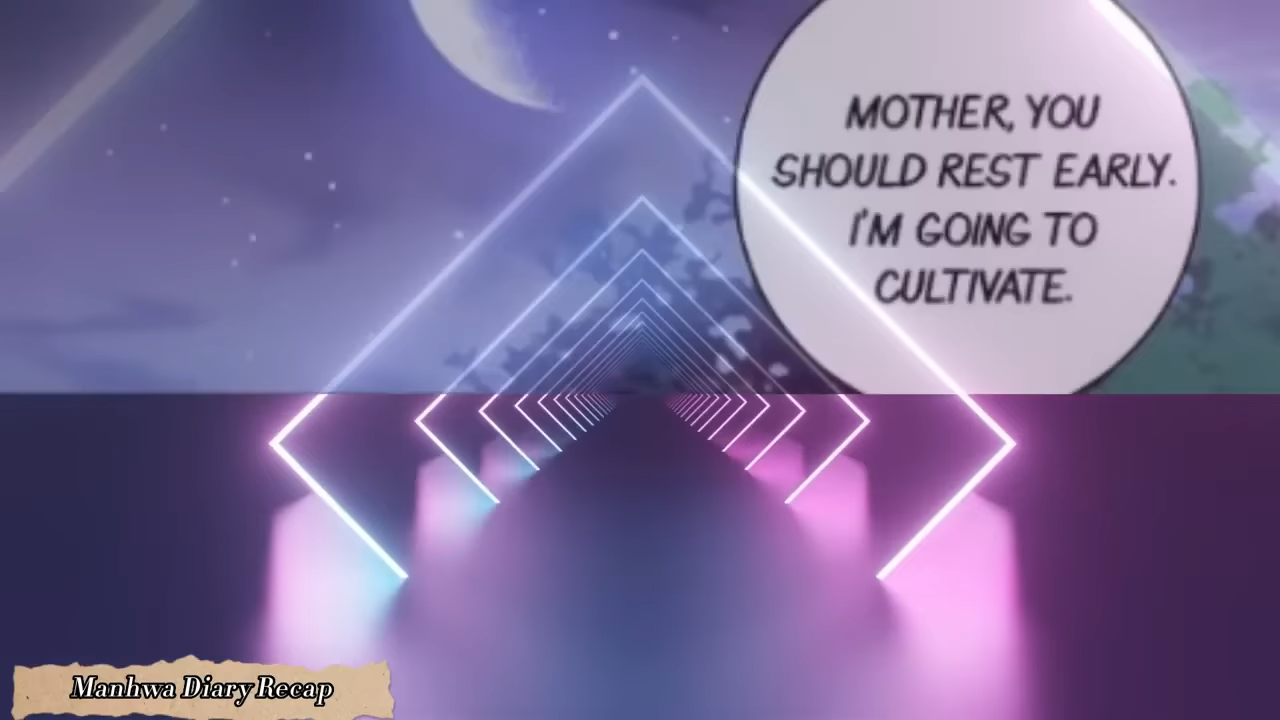 MOTHER, YOU
SHOULD REST EARLY.
I'M GOING TO
CULTIVATE.
Manhwa Diary Recap